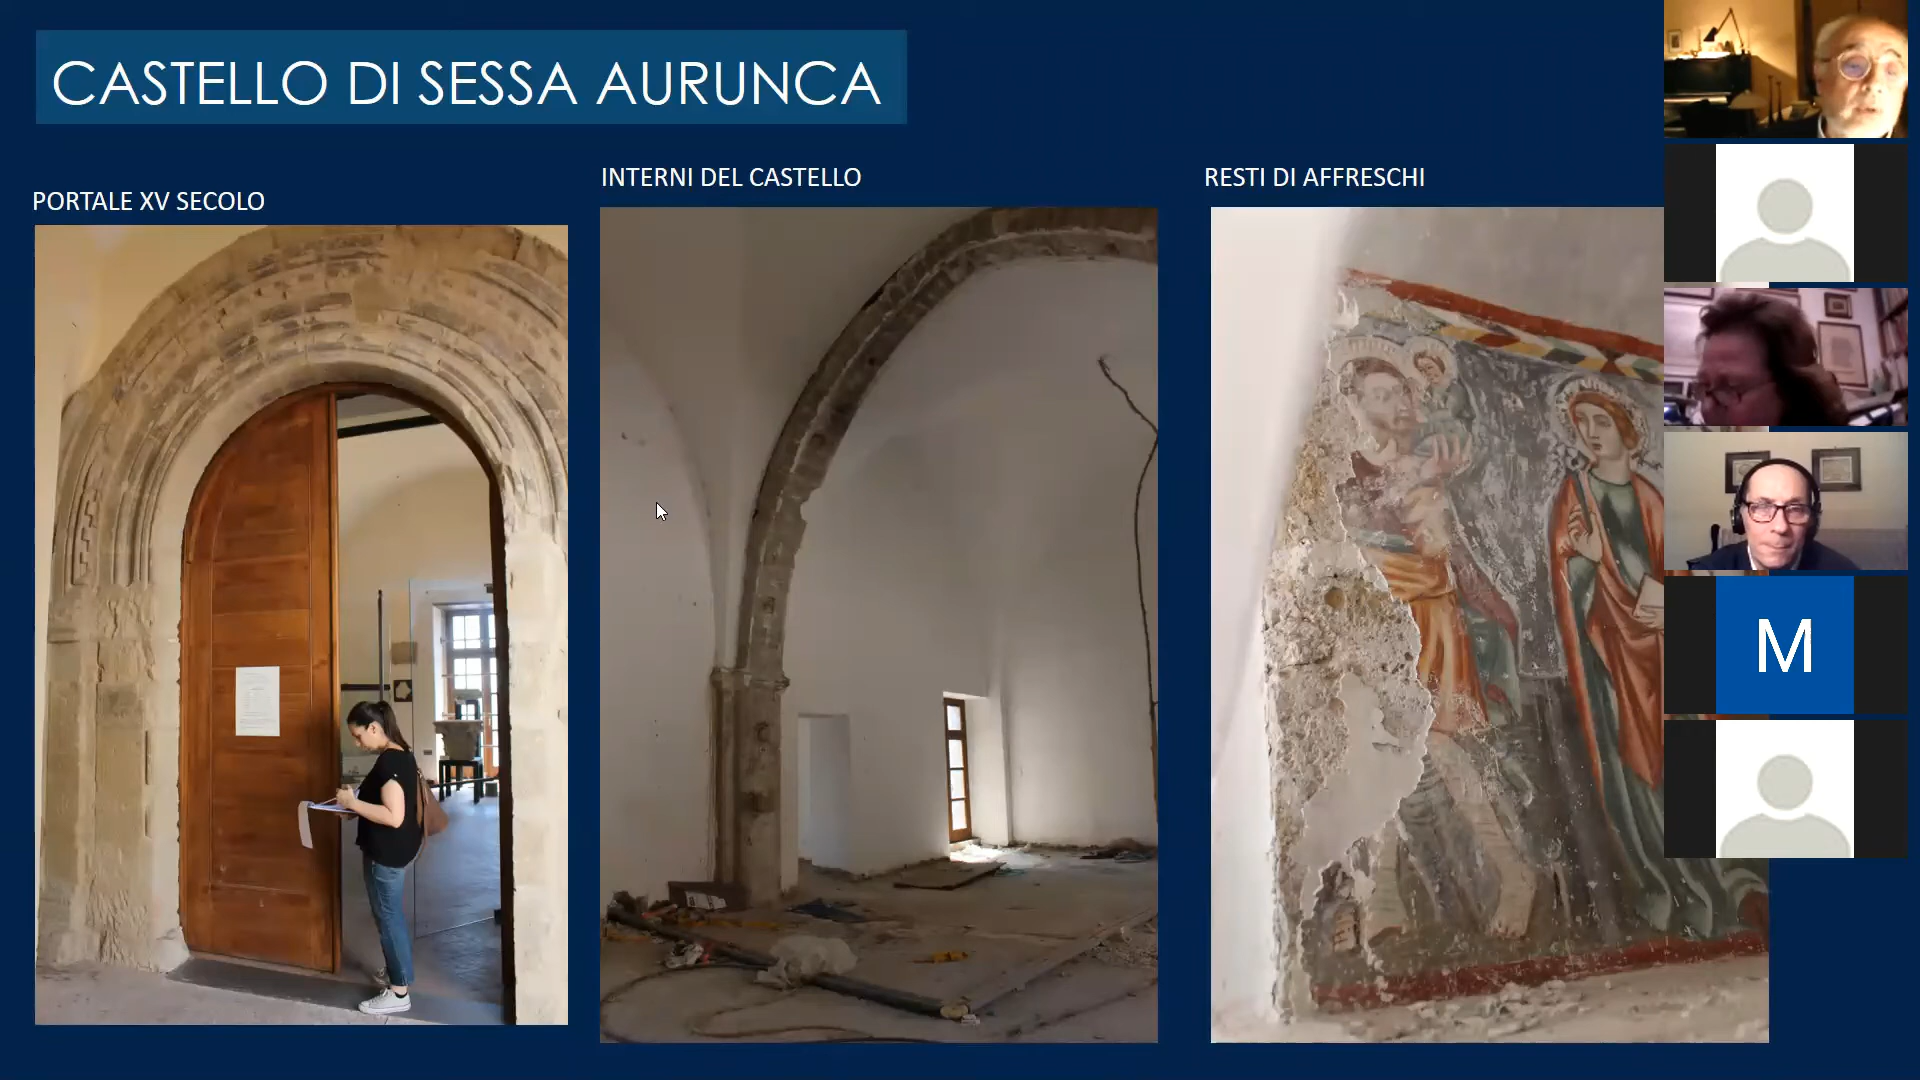 CASTELLO DI SESSA AURUNCA
PORTALE XV SECOLO
INTERNI DEL CASTELLO
RESTI DI AFFRESCHI
M